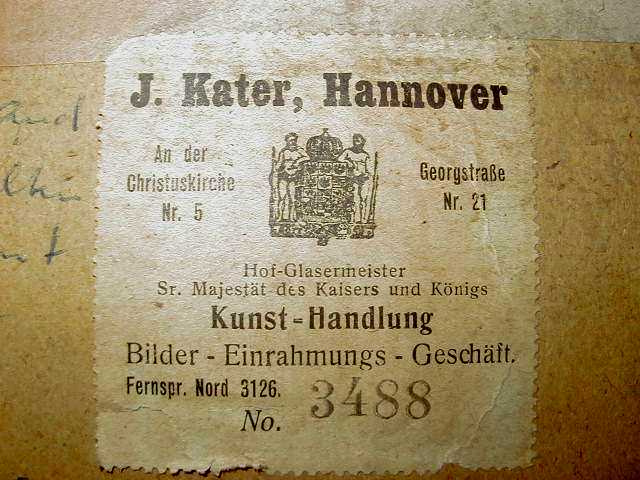 J. Kater, Hannover
An der
Christuskirche
Nr. 5
Georgstraße
Nr. 21
Hof-Glasermeister
Sr. Majestät des Kaisers und Königs
Kunst-Handlung
Bilder - Einrahmungs - Geschäft.
Fernspr. Nord 3126.
No. 3488